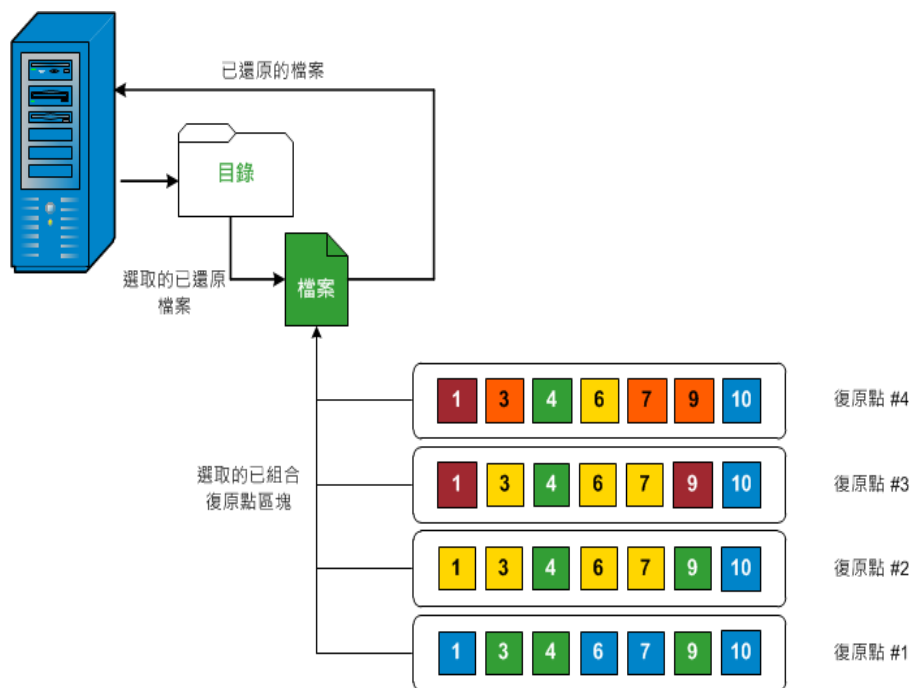 已還原的檔案
目錄
選取的已還原
檔案
檔案
1 3 4 6 7 9 10
復原點 #4
選取的已組合
復原點區塊
1 3 4 6 7 9 10
復原點 #3
1 3 4 6 7 9 10
復原點 #2
1 3 4 6 7 9 10
復原點 #1